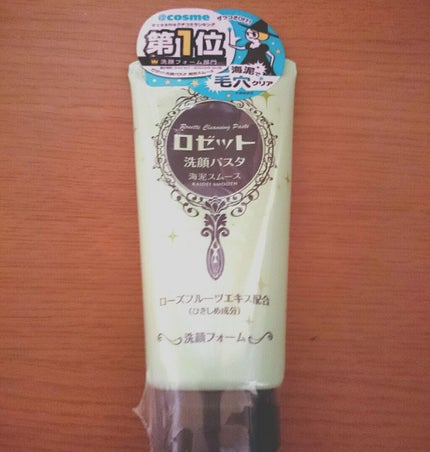 @cosme
第1位
洗顔フォーム部門
海泥で
毛穴クリア
Rosette Cleansing Paste
ロゼット
洗顔パスタ
海泥スムース
KAIDEI SMOOTH
ローズフルーツエキス配合
(ひきしめ成分)
洗顔フォーム